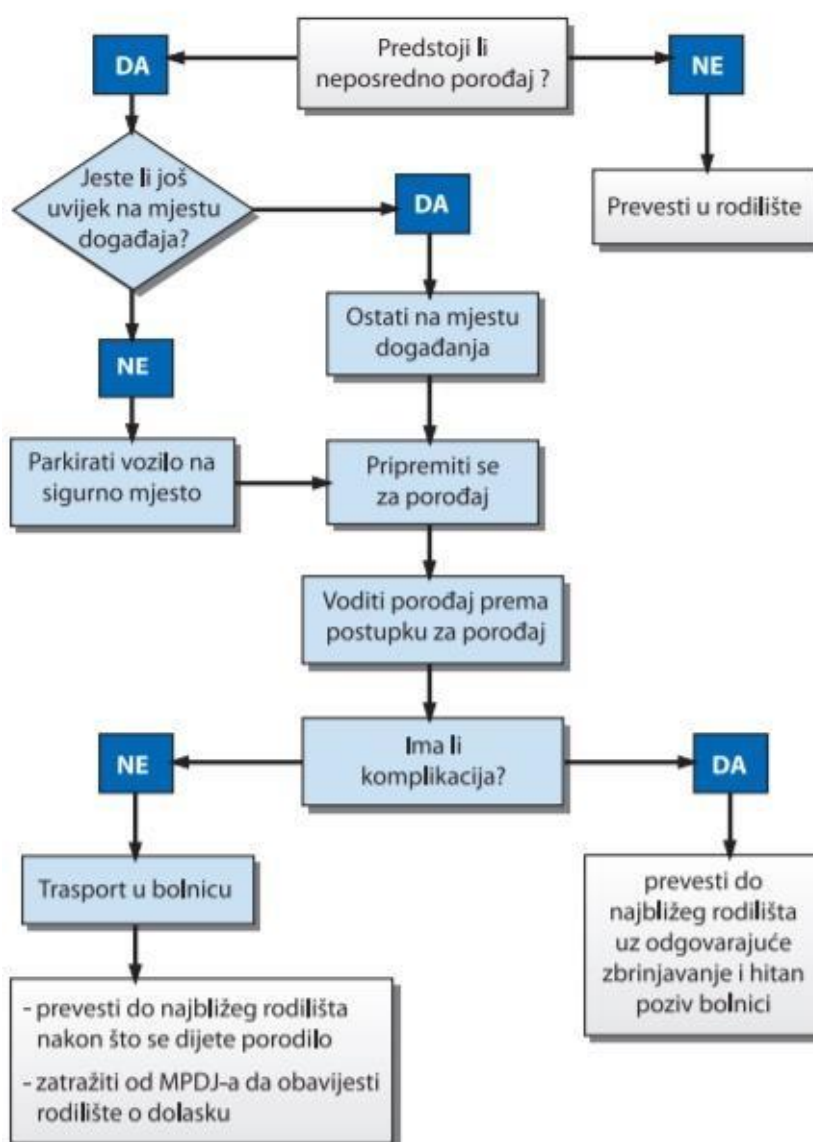 Predstoji li
neposredno porođaj ?
DA
NE
Jeste li još
uvijek na mjestu
događaja?
DA
Prevesti u rodilište
Ostati na mjestu
događanja
NE
Parkirati vozilo na
sigurno mjesto
Pripremiti se
za porođaj
Voditi porođaj prema
postupku za porođaj
Ima li
komplikacija?
NE
DA
Trasport u bolnicu
prevesti do
najbližeg rodilišta
uz odgovarajuće
zbrinjavanje i hitan
poziv bolnici
- prevesti do najbližeg rodilišta
nakon što se dijete porodilo
- zatražiti od MPDJ-a da obavijesti
rodilište o dolasku